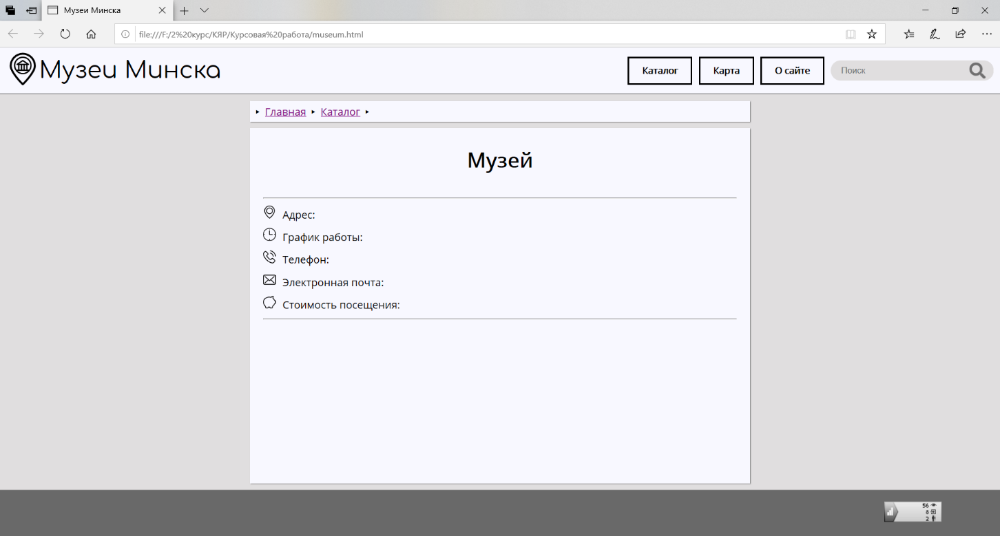 Музеи Минска
file:///F:/2%20курс/КЯР/Курсовая%20работа/museum.html
Музеи Минска
Каталог
Карта
О сайте
Поиск
Главная
Каталог
Музей
Адрес:
График работы:
Телефон:
Электронная почта:
Стоимость посещения:
56
8
2